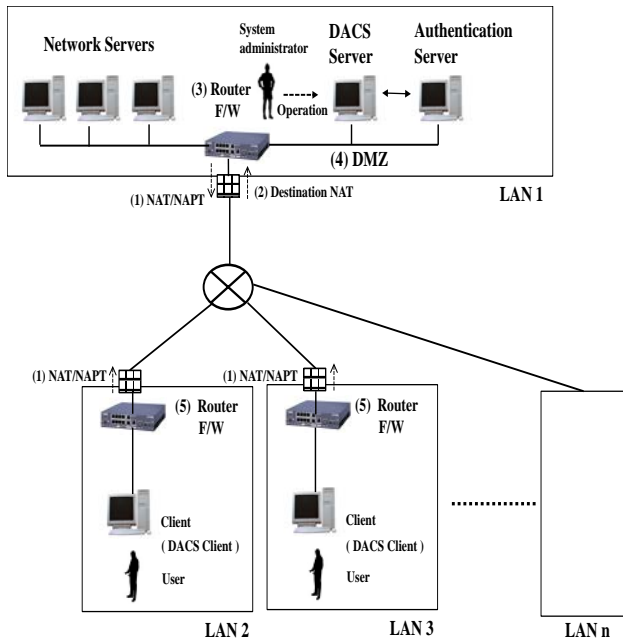 Network Servers
System
administrator
DACS
Server
Authentication
Server
(3) Router
F/W
Operation
(4) DMZ
(1) NAT/NAPT
(2) Destination NAT
LAN 1
(1) NAT/NAPT
(1) NAT/NAPT
(5) Router
F/W
(5) Router
F/W
Client
( DACS Client )
User
Client
( DACS Client )
User
LAN 2
LAN 3
LAN n